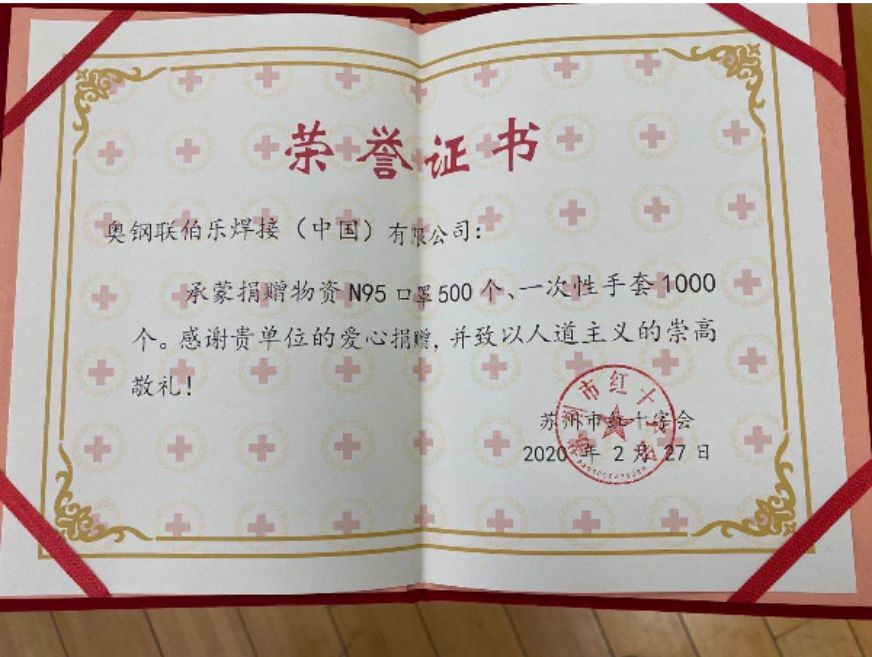 荣誉证书
奥钢联伯乐焊接（中国）有限公司：
承蒙捐赠物资N95口罩500个、一次性手套1000
个。感谢贵单位的爱心捐赠，并致以人道主义的崇高
敬礼！
苏州市红十字会
2020年2月27日